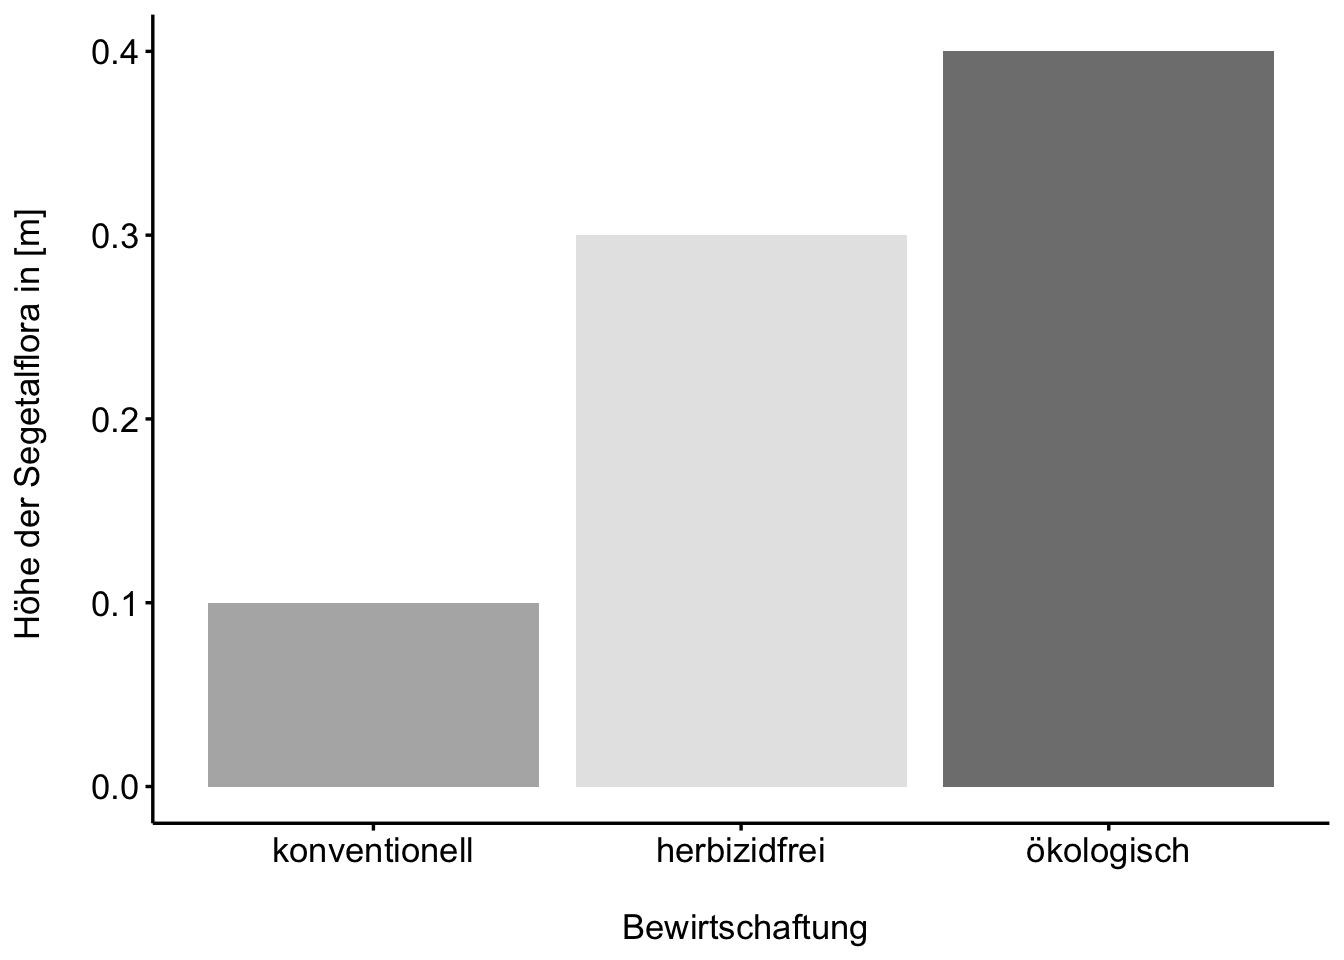 Höhe der Segetalflora in [m]
0.4
0.3
0.2
0.1
0.0
konventionell herbizidfrei ökologisch
Bewirtschaftung